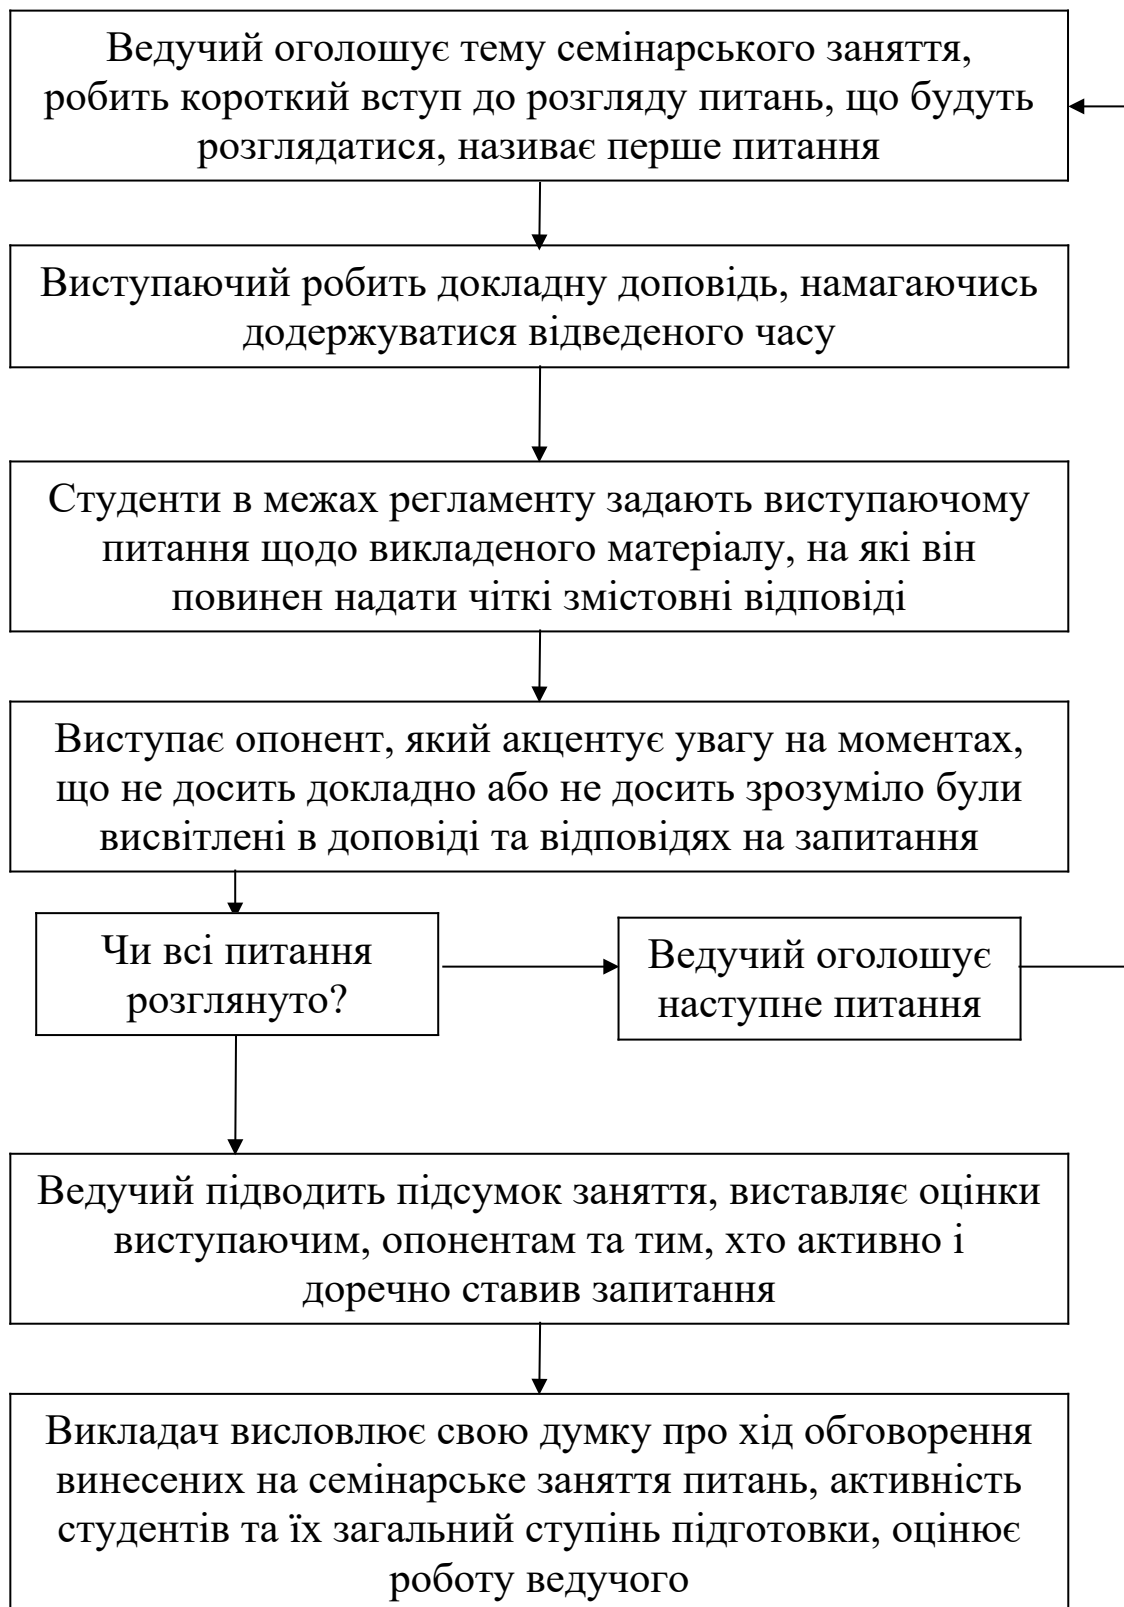 Ведучий оголошує тему семінарського заняття,
робить короткий вступ до розгляду питань, що будуть
розглядатися, називає перше питання
Виступаючий робить докладну доповідь, намагаючись
додержуватися відведеного часу
Студенти в межах регламенту задають виступаючому
питання щодо викладеного матеріалу, на які він
повинен надати чіткі змістовні відповіді
Виступає опонент, який акцентує увагу на моментах,
що не досить докладно або не досить зрозуміло були
висвітлені в доповіді та відповідях на запитання
Чи всі питання
розглянуто?
Ведучий оголошує
наступне питання
Ведучий підводить підсумок заняття, виставляє оцінки
виступаючим, опонентам та тим, хто активно і
доречно ставив запитання
Викладач висловлює свою думку про хід обговорення
винесених на семінарське заняття питань, активність
студентів та їх загальний ступінь підготовки, оцінює
роботу ведучого